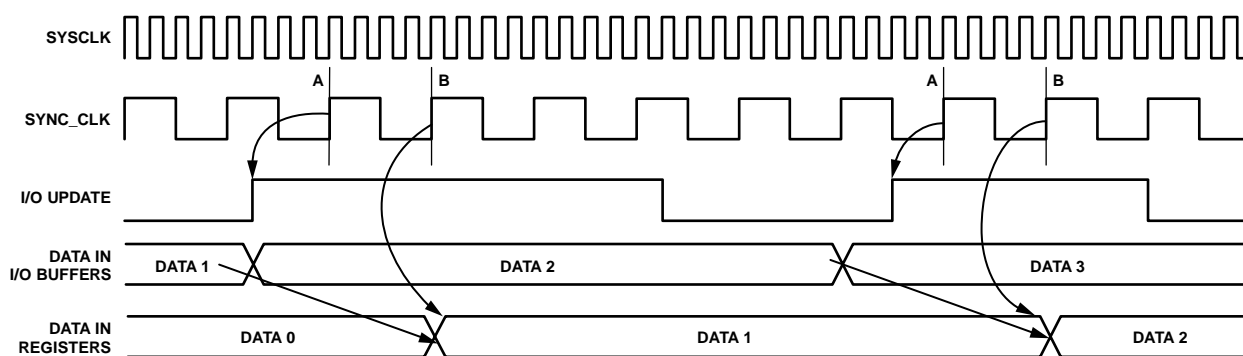 SYSCLK
A B A B
SYNC_CLK
I/O UPDATE
DATA IN
I/O BUFFERS
DATA 1 DATA 2 DATA 3
DATA IN
REGISTERS
DATA 0 DATA 1 DATA 2